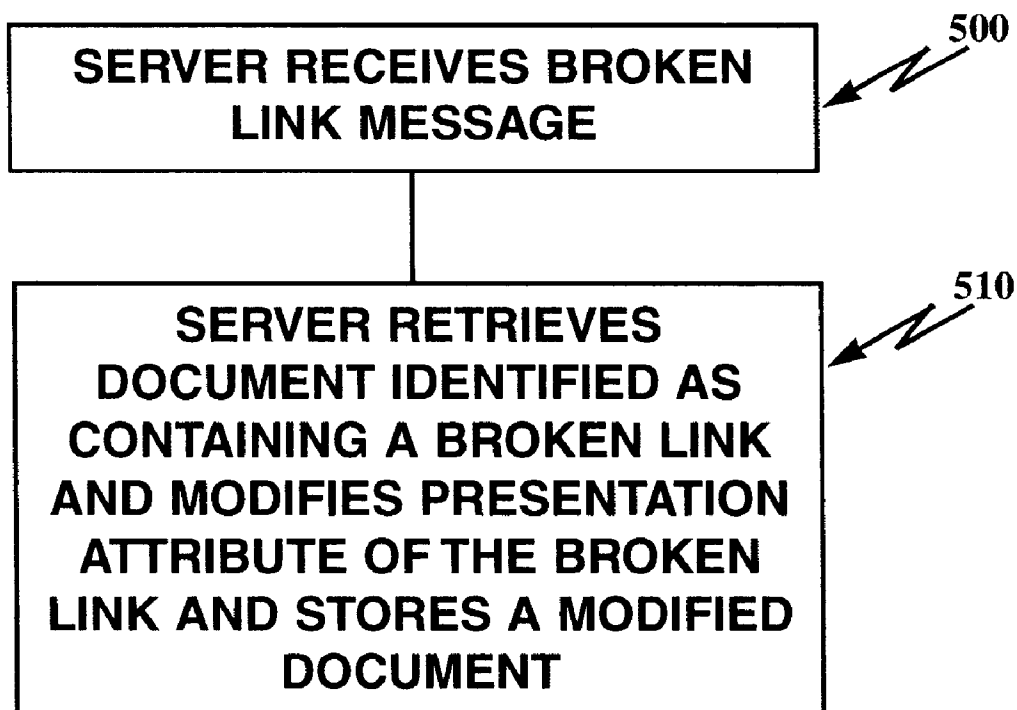 500
SERVER RECEIVES BROKEN
LINK MESSAGE
510
SERVER RETRIEVES
DOCUMENT IDENTIFIED AS
CONTAINING A BROKEN LINK
AND MODIFIES PRESENTATION
ATTRIBUTE OF THE BROKEN
LINK AND STORES A MODIFIED
DOCUMENT